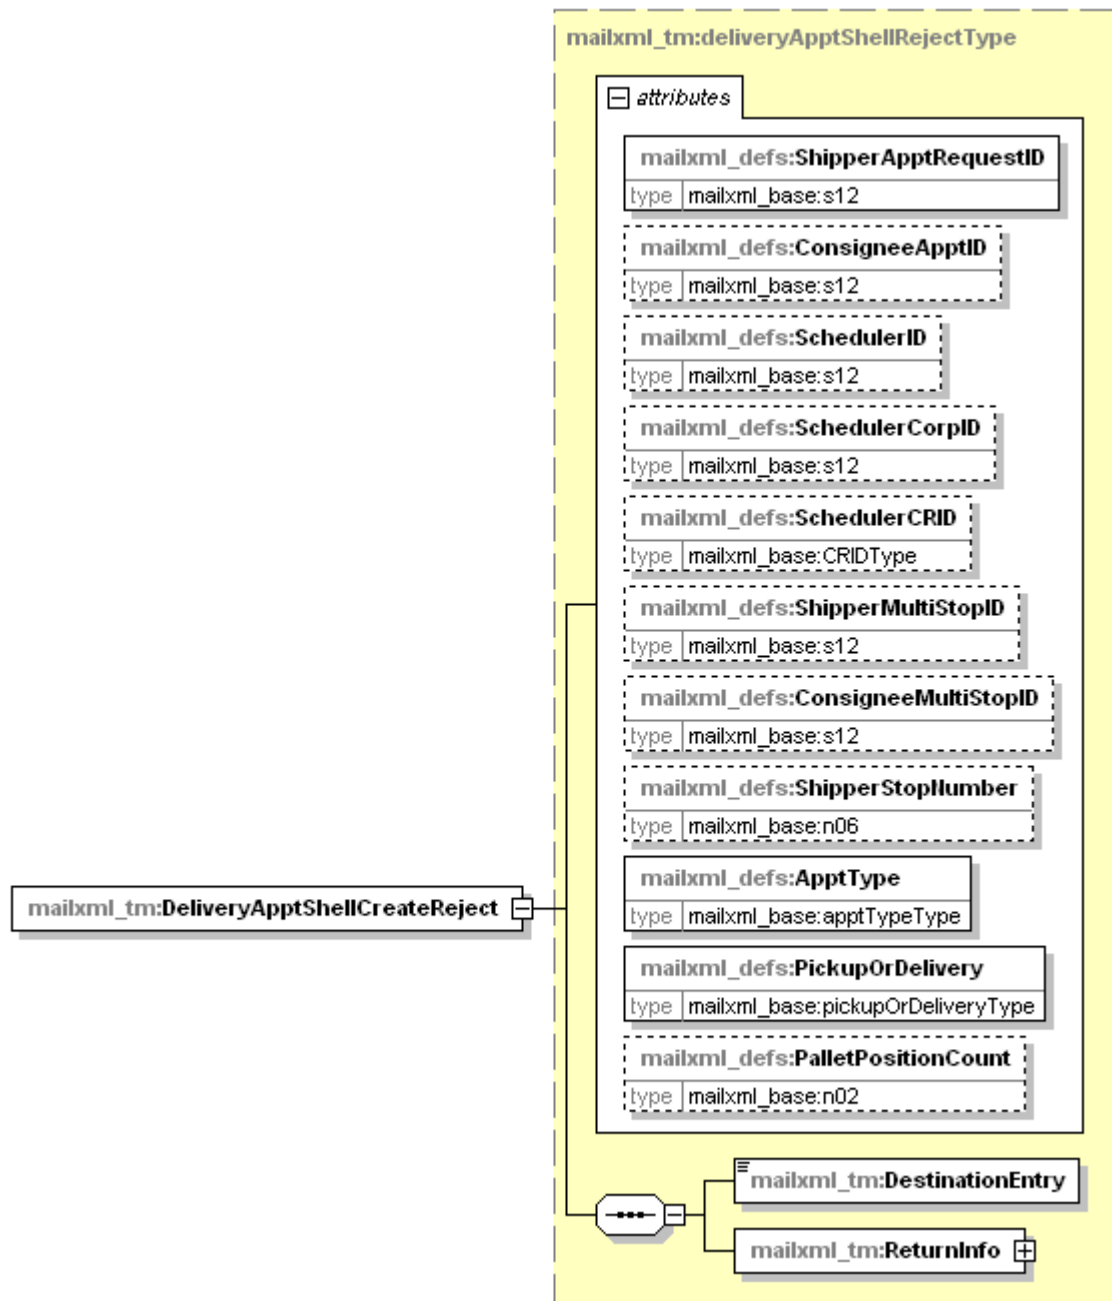 mailxml_tm:deliveryApptShellRejectType
attributes
mailxml_defs:ShipperApptRequestID
type mailxml_base:s12
mailxml_defs:ConsigneeApptID
type mailxml_base:s12
mailxml_defs:SchedulerID
type mailxml_base:s12
mailxml_defs:SchedulerCorpID
type mailxml_base:s12
mailxml_defs:SchedulerCRID
type mailxml_base:CRIDType
mailxml_defs:ShipperMultiStopID
type mailxml_base:s12
mailxml_defs:ConsigneeMultiStopID
type mailxml_base:s12
mailxml_defs:ShipperStopNumber
type mailxml_base:n06
mailxml_defs:ApptType
type mailxml_base:apptTypeType
mailxml_tm:DeliveryApptShellCreateReject
mailxml_defs:PickupOrDelivery
type mailxml_base:pickupOrDeliveryType
mailxml_defs:PalletPositionCount
type mailxml_base:n02
mailxml_tm:DestinationEntry
mailxml_tm:ReturnInfo